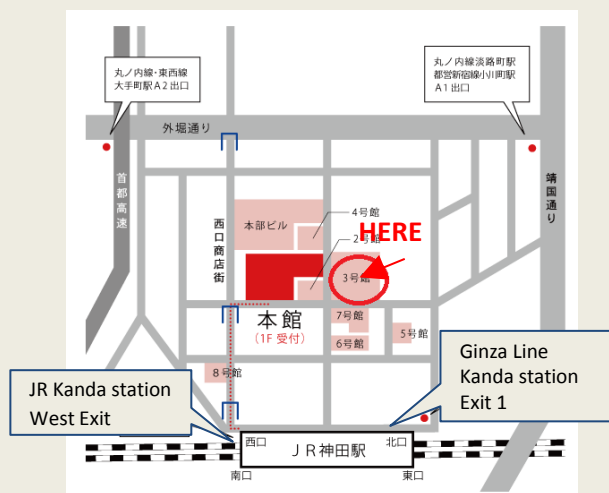 丸ノ内線・東西線
大手町駅A2出口
丸ノ内線淡路町駅
都営新宿線小川町駅
A1出口
外堀通り
首都高速
西口商店街
靖国通り
本部ビル
4号館
HERE
2号館
3号館
本館
(1F 受付)
7号館
6号館
5号館
8号館
Ginza Line
Kanda station
Exit 1
JR Kanda station
West Exit
西口
JR神田駅
北口
南口
東口